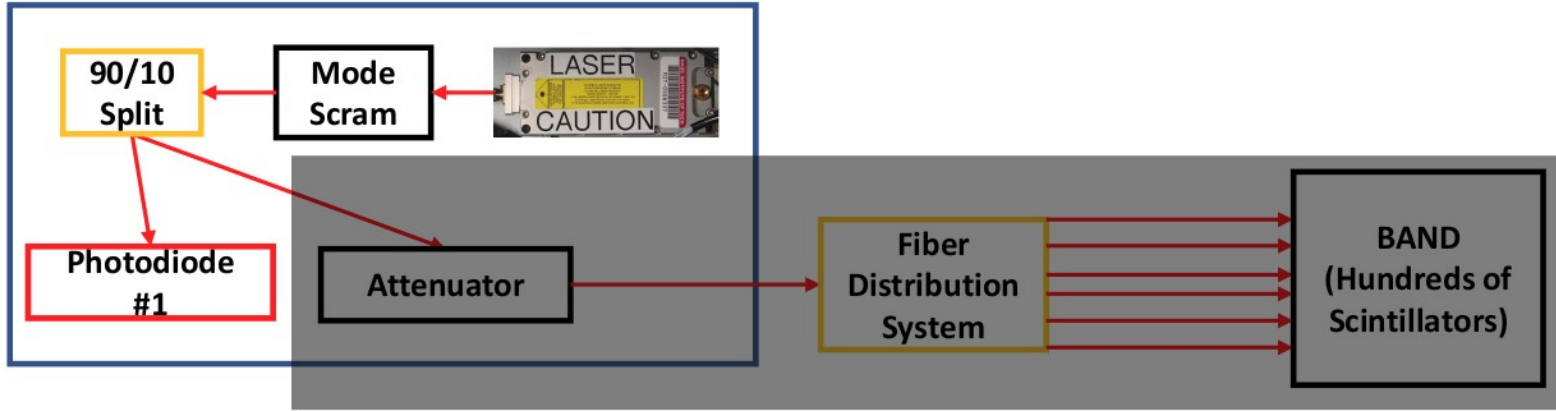 90/10
Split
Mode
Scram
LASER
CAUTION
Photodiode
#1
Attenuator
Fiber
Distribution
System
BAND
(Hundreds of
Scintillators)